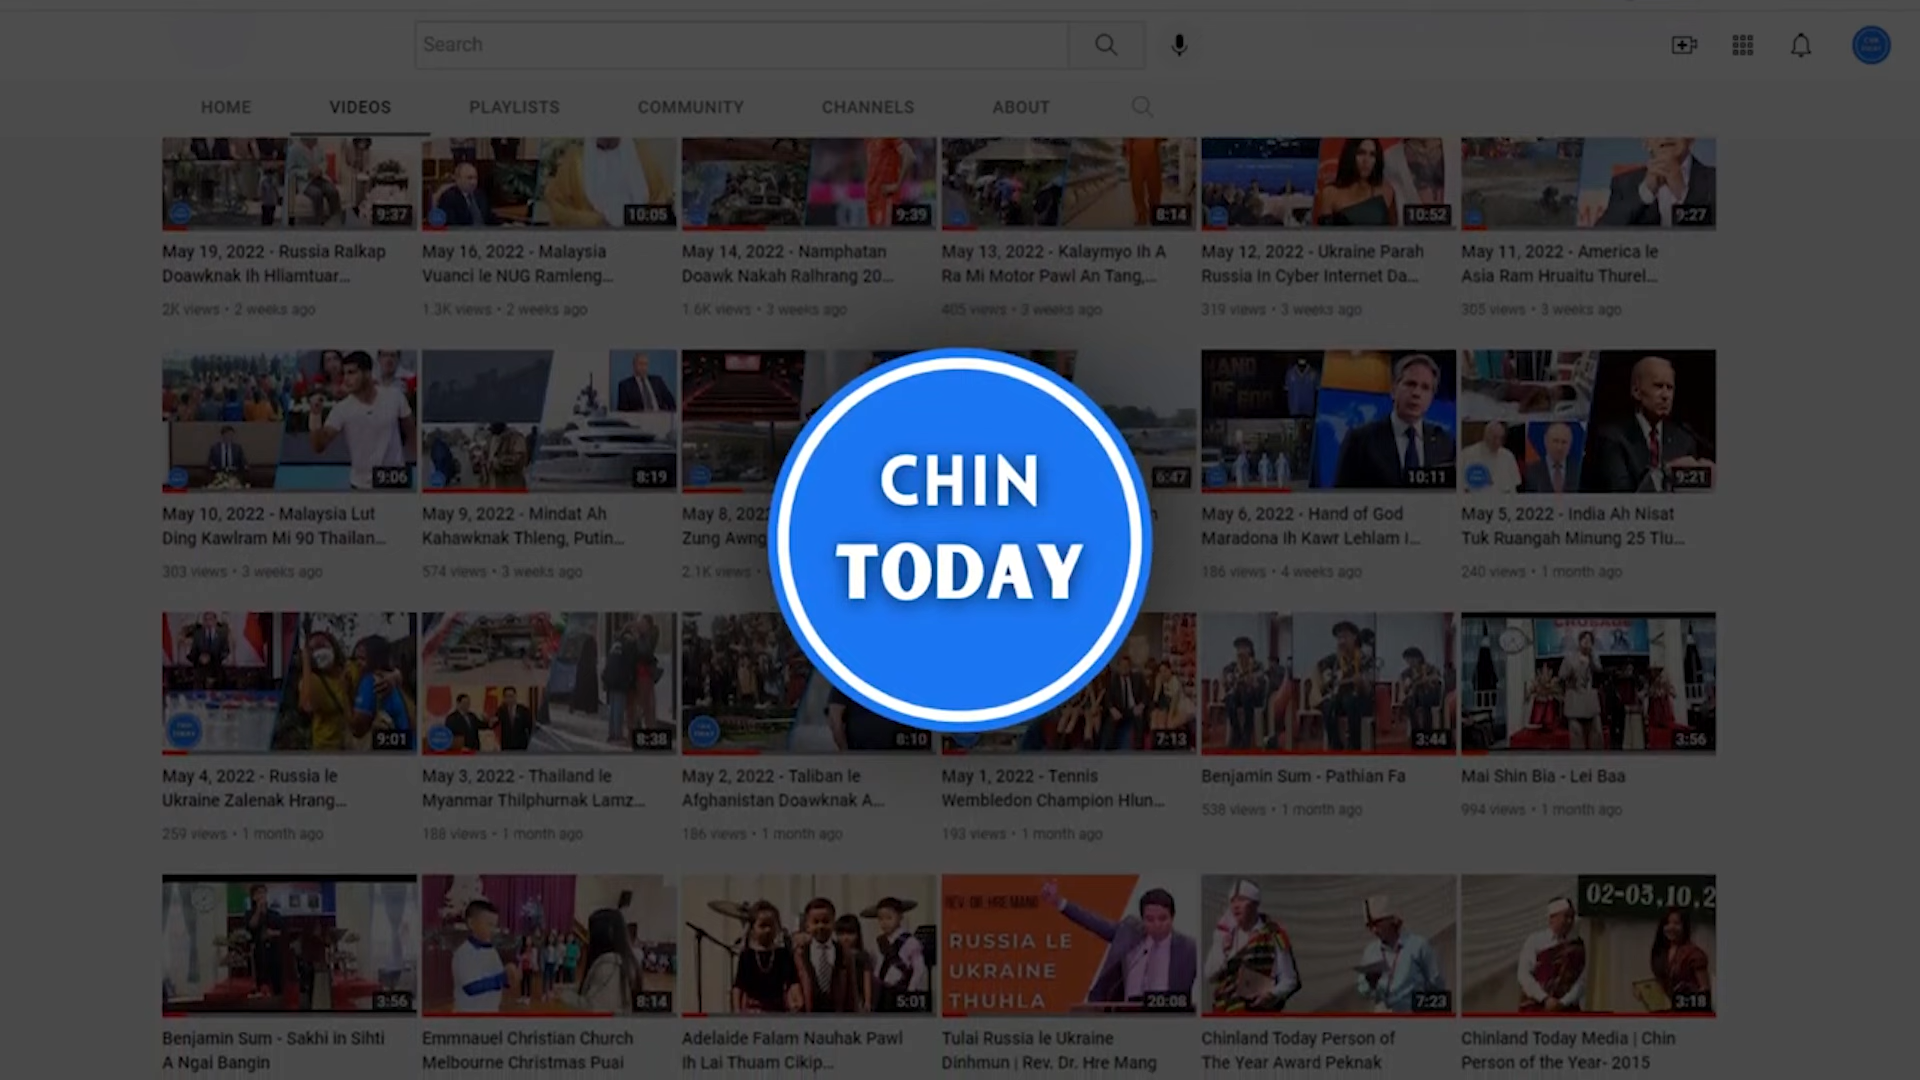 Search
HOME VIDEOS PLAYLISTS COMMUNITY CHANNELS ABOUT
9:37 10:05 9:39 8:14 10:52 9:27
May 19, 2022 - Russia Ralkap
Doawknak Ih Hliamtuar...
2K views • 2 weeks ago
May 16, 2022 - Malaysia
Vuanci le NUG Ramleng...
1.3K views • 2 weeks ago
May 14, 2022 - Namphatan
Doawk Nakah Ralhrang 20...
1.6K views • 3 weeks ago
May 13, 2022 - Kalaymyo Ih A
Ra Mi Motor Pawl An Tang,...
405 views • 3 weeks ago
May 12, 2022 - Ukraine Parah
Russia In Cyber Internet Da...
319 views • 3 weeks ago
May 11, 2022 - America le
Asia Ram Hruaitu Thurel...
305 views • 3 weeks ago
9:06 8:19 6:47 10:11 9:21
HAND
OF GOD
May 10, 2022 - Malaysia Lut
Ding Kawlram Mi 90 Thailan...
303 views • 3 weeks ago
May 9, 2022 - Mindat Ah
Kahawknak Thleng, Putin...
574 views • 3 weeks ago
May 8, 202
Zung Awng
2.1K views •
CHIN
TODAY
May 6, 2022 - Hand of God
Maradona Ih Kawr Lehlam I...
186 views • 4 weeks ago
May 5, 2022 - India Ah Nisat
Tuk Ruangah Minung 25 Tlu...
240 views • 1 month ago
9:01 8:38 8:10 7:13 3:44 3:56
May 4, 2022 - Russia le
Ukraine Zalenak Hrang...
259 views • 1 month ago
May 3, 2022 - Thailand le
Myanmar Thilphurnak Lamz...
188 views • 1 month ago
May 2, 2022 - Taliban le
Afghanistan Doawknak A...
186 views • 1 month ago
May 1, 2022 - Tennis
Wembledon Champion Hlun...
193 views • 1 month ago
Benjamin Sum - Pathian Fa
538 views • 1 month ago
Mai Shin Bia - Lei Baa
994 views • 1 month ago
3:56 8:14 5:01
REV. DR. HRE MANG
RUSSIA LE
UKRAINE
THUHLA
20:08
7:23
02-03,10,2
3:18
Benjamin Sum - Sakhi in Sihti
A Ngai Bangin
Emmnauel Christian Church
Melbourne Christmas Puai
Adelaide Falam Nauhak Pawl
Ih Lai Thuam Cikip...
Tulai Russia le Ukraine
Dinhmun | Rev. Dr. Hre Mang
Chinland Today Person of
The Year Award Peknak
Chinland Today Media | Chin
Person of the Year- 2015